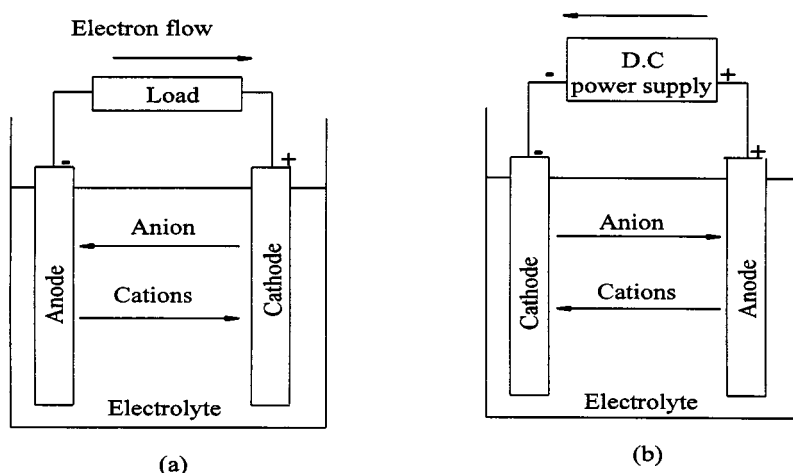 Electron flow
Load
-
+
Anion
Cations
Anode
Cathode
Electrolyte
(a)
D.C
power supply
-
+
-
+
Anion
Cations
Cathode
Anode
Electrolyte
(b)